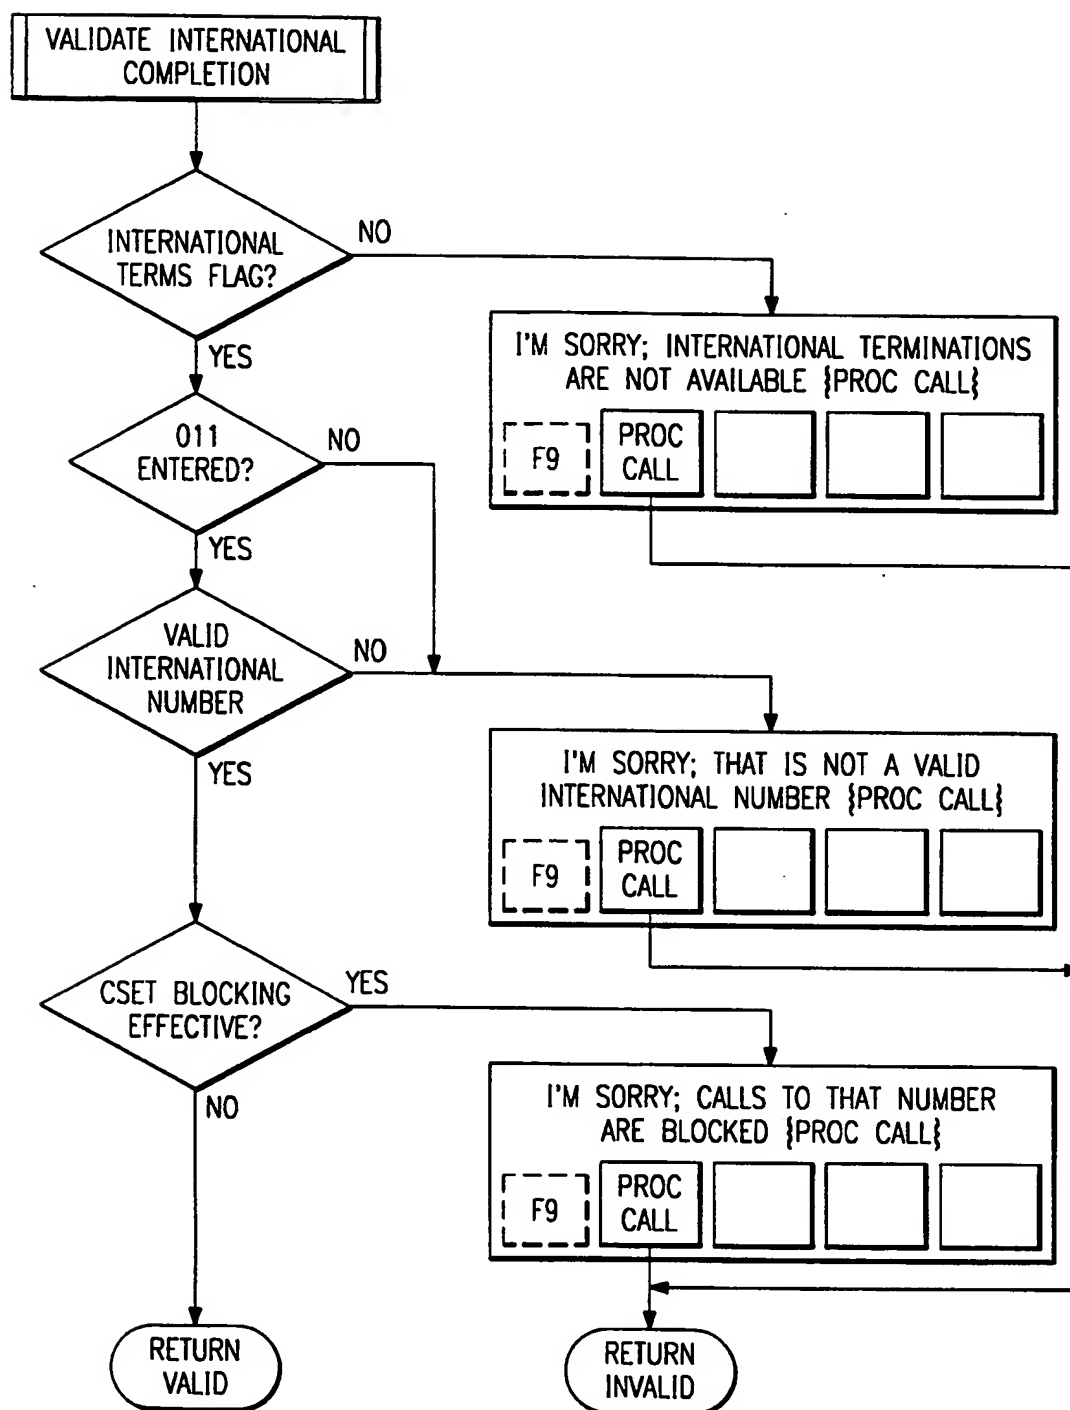 VALIDATE INTERNATIONAL
COMPLETION
INTERNATIONAL
TERMS FLAG?
NO
YES
I'M SORRY; INTERNATIONAL TERMINATIONS
ARE NOT AVAILABLE {PROC CALL}
F9
PROC
CALL
011
ENTERED?
NO
YES
VALID
INTERNATIONAL
NUMBER
NO
YES
I'M SORRY; THAT IS NOT A VALID
INTERNATIONAL NUMBER {PROC CALL}
F9
PROC
CALL
CSET BLOCKING
EFFECTIVE?
YES
NO
I'M SORRY; CALLS TO THAT NUMBER
ARE BLOCKED {PROC CALL}
F9
PROC
CALL
RETURN
VALID
RETURN
INVALID